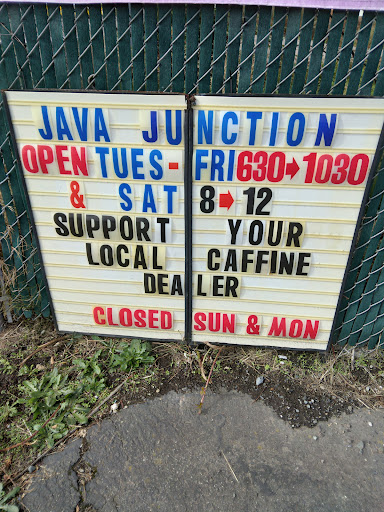 JAVA JUNCTION
OPEN TUES-FRI 630➡1030
& SAT 8➡12
SUPPORT YOUR
LOCAL CAFFINE
DEALER
CLOSED SUN & MON